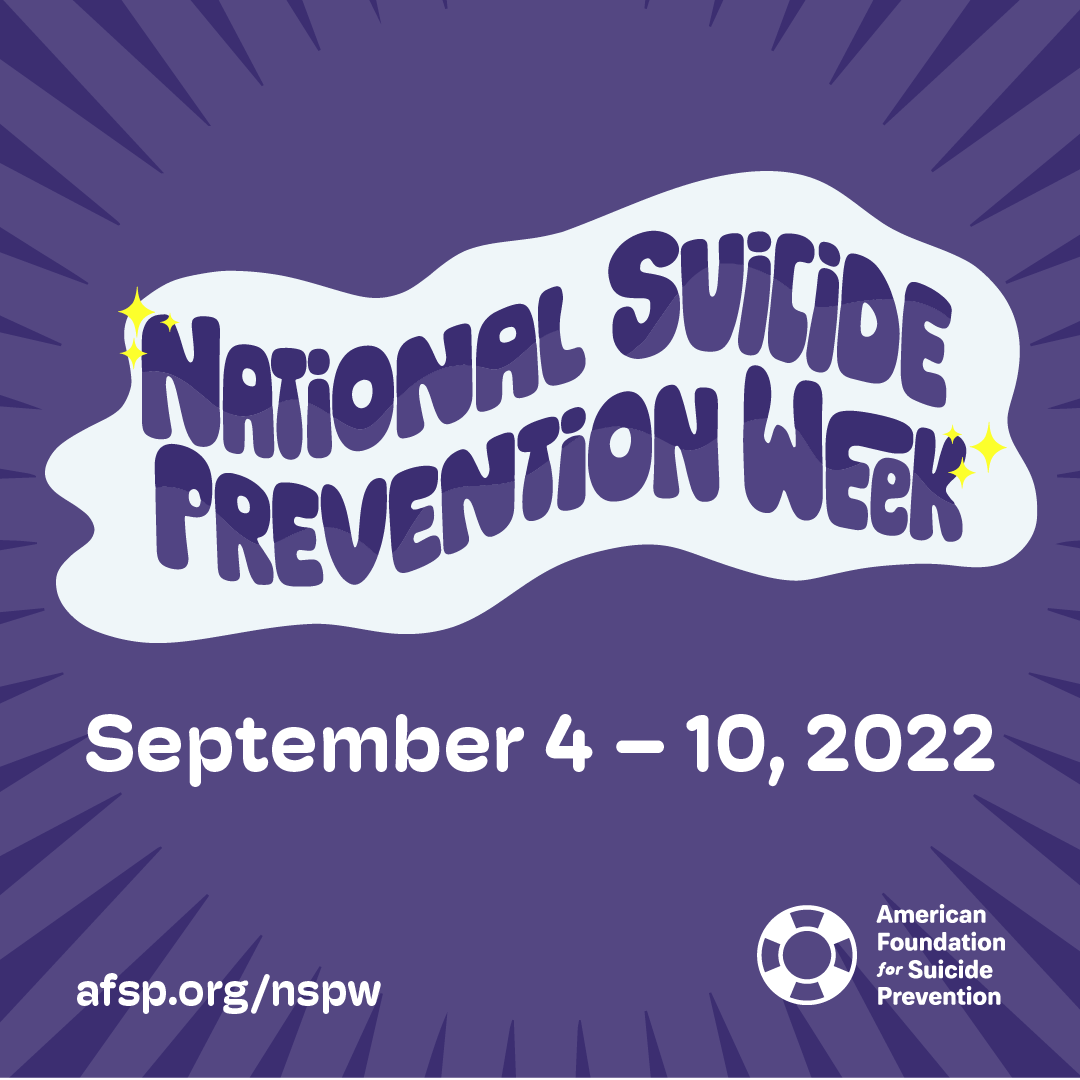 National Suicide
Prevention Week
September 4 – 10, 2022
afsp.org/nspw
American
Foundation
for Suicide
Prevention